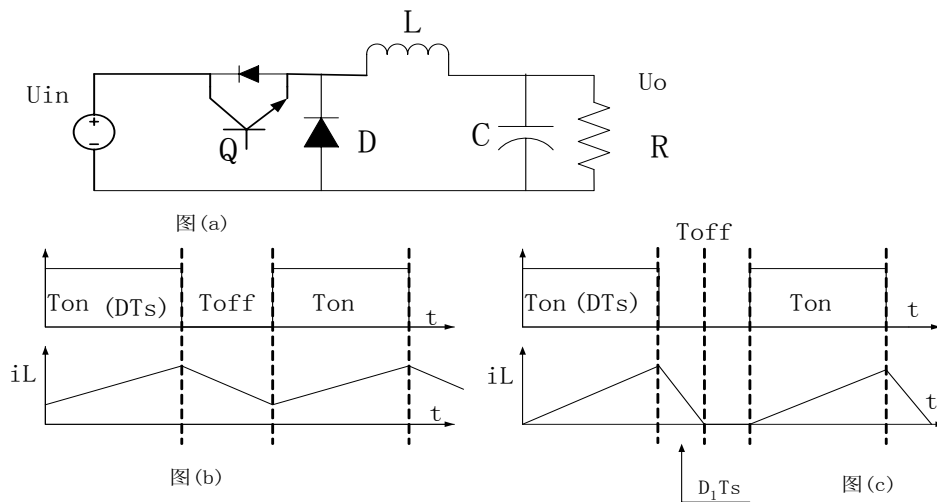 L
Uin
Uo
Q
D
C
R
图(a)
Toff
Ton (DTs)
Toff
Ton
t
Ton (DTs)
Ton
t
iL
t
iL
t
图(b)
D₁Ts
图(c)